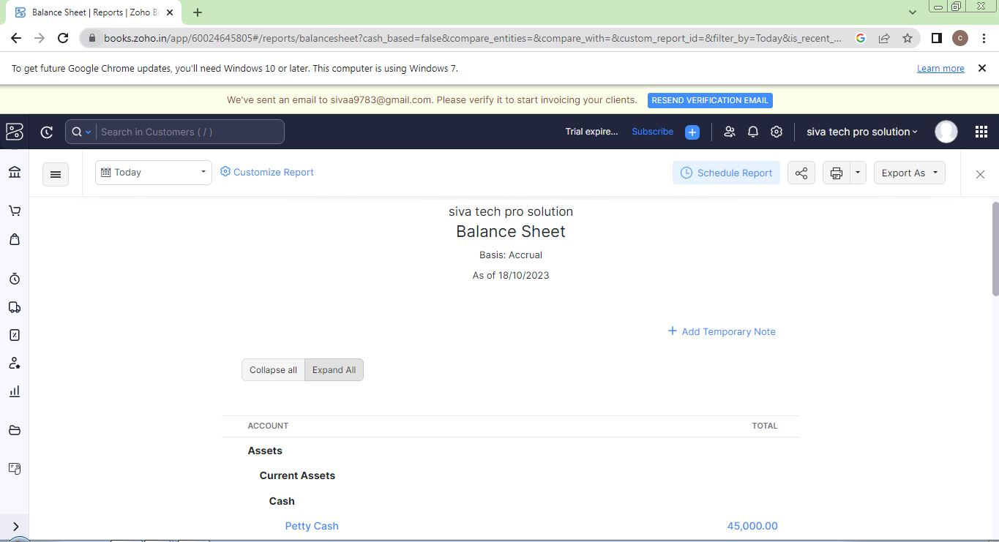 Balance Sheet | Reports | Zoho Bo
books.zoho.in/app/60024645805#/reports/balancesheet?cash_based=false&compare_entities=&compare_with=&custom_report_id=&filter_by=Today&is_recent_...
C
To get future Google Chrome updates, you'll need Windows 10 or later. This computer is using Windows 7.
Learn more
We've sent an email to sivaa9783@gmail.com. Please verify it to start invoicing your clients.
RESEND VERIFICATION EMAIL
Search in Customers ( / )
Trial expire...
Subscribe
siva tech pro solution
Today
Customize Report
Schedule Report
Export As
siva tech pro solution
Balance Sheet
Basis: Accrual
As of 18/10/2023
+ Add Temporary Note
Collapse all
Expand All
ACCOUNT TOTAL
Assets
Current Assets
Cash
Petty Cash 45,000.00